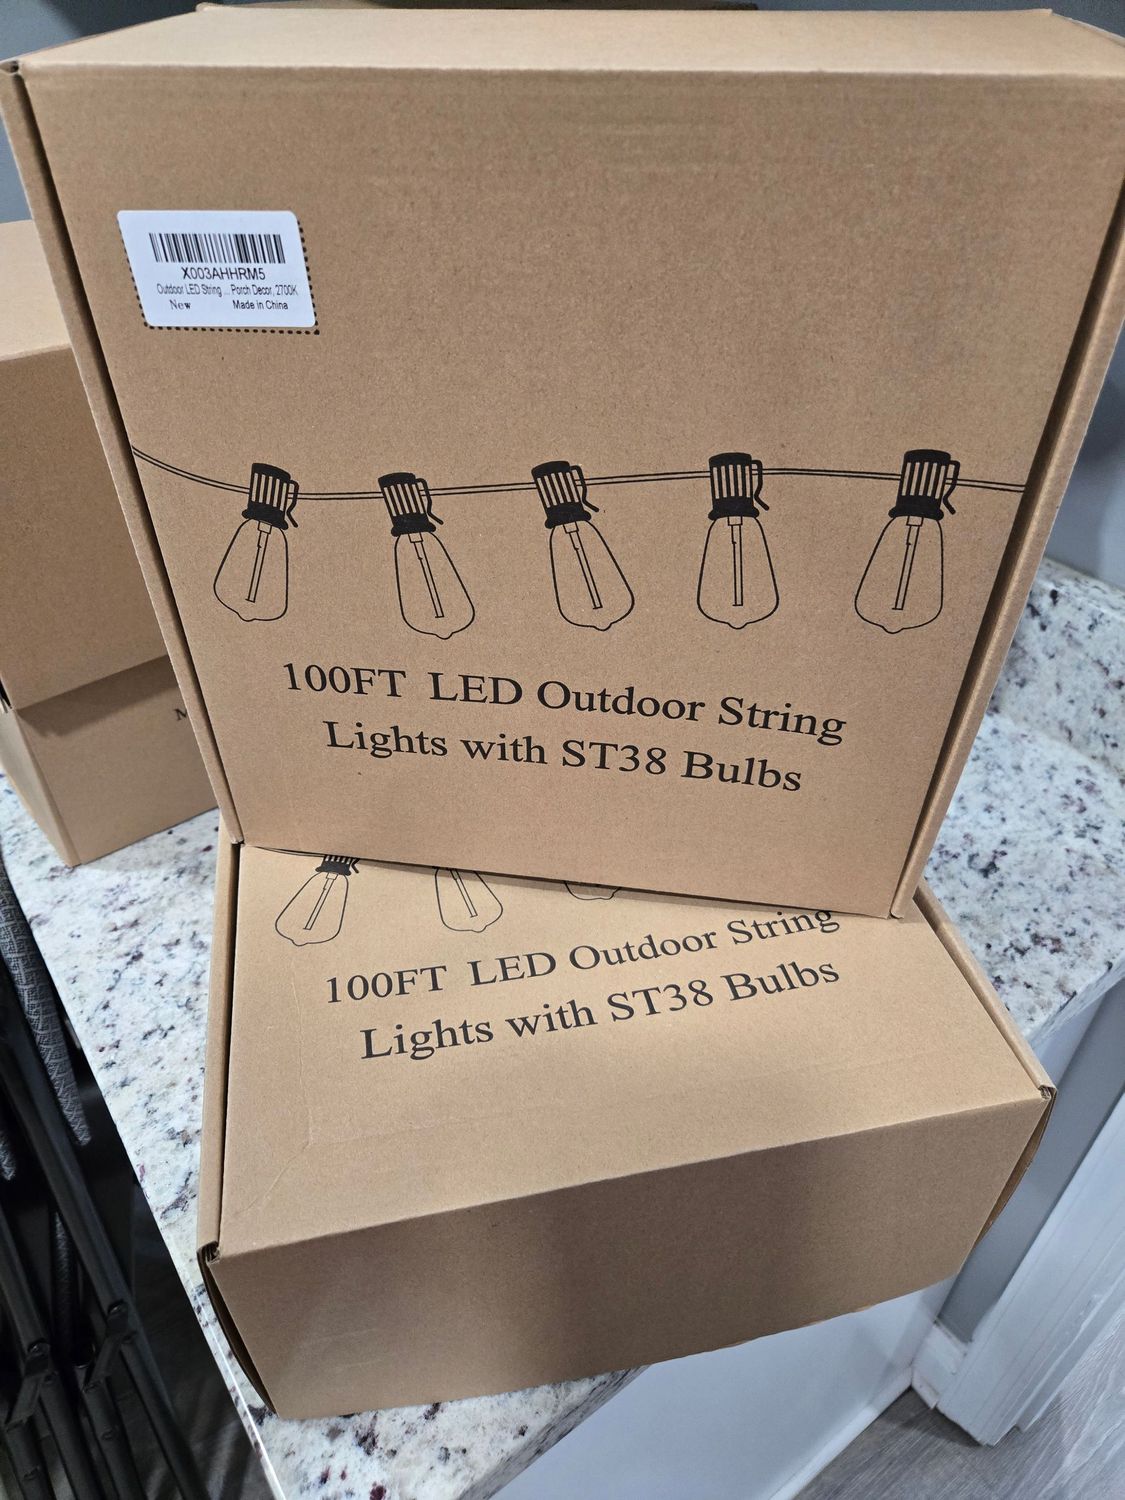 X003AHHRM5
Outdoor LED String ... Porch Decor, 2700K
New Made in China
100FT LED Outdoor String
Lights with ST38 Bulbs
100FT LED Outdoor String
Lights with ST38 Bulbs
M